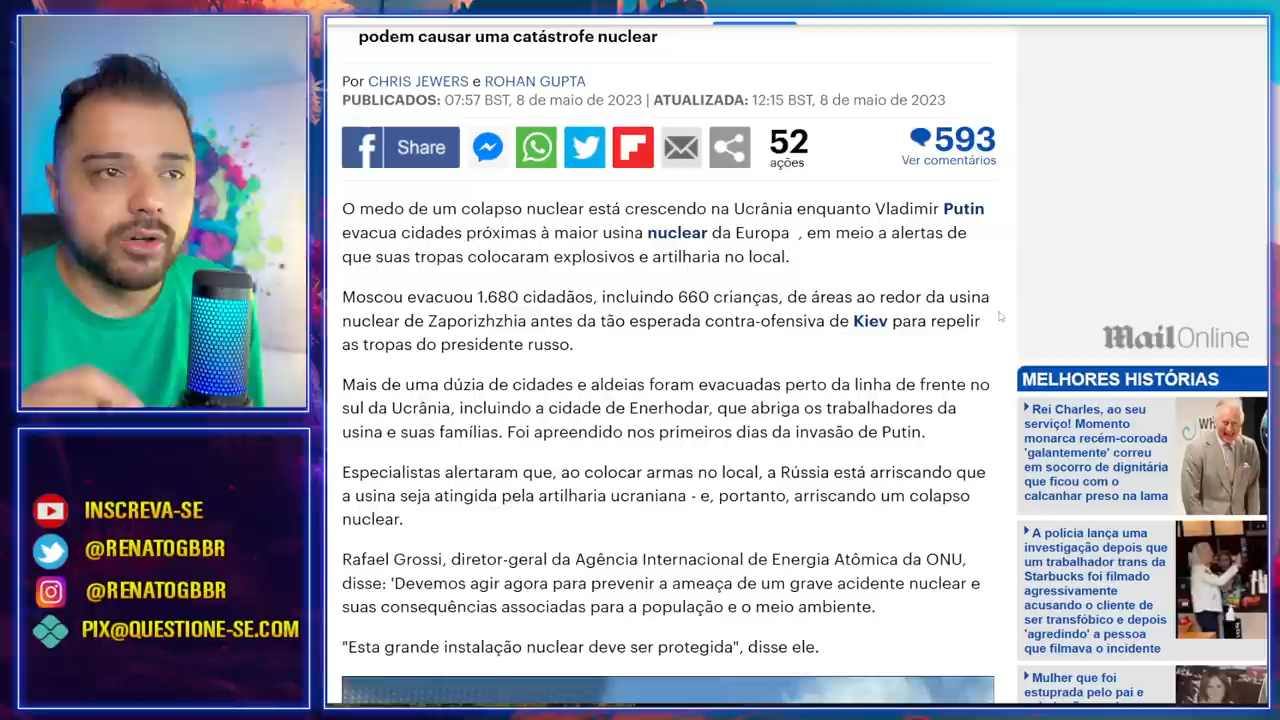 podem causar uma catástrofe nuclear
Por CHRIS JEWERS e ROHAN GUPTA
PUBLICADOS: 07:57 BST, 8 de maio de 2023 | ATUALIZADA: 12:15 BST, 8 de maio de 2023
f Share
52
ações
593
Ver comentários
O medo de um colapso nuclear está crescendo na Ucrânia enquanto Vladimir Putin
evacua cidades próximas à maior usina nuclear da Europa , em meio a alertas de
que suas tropas colocaram explosivos e artilharia no local.
Moscou evacuou 1.680 cidadãos, incluindo 660 crianças, de áreas ao redor da usina
nuclear de Zaporizhzhia antes da tão esperada contra-ofensiva de Kiev para repelir
as tropas do presidente russo.
Mais de uma dúzia de cidades e aldeias foram evacuadas perto da linha de frente no
sul da Ucrânia, incluindo a cidade de Enerhodar, que abriga os trabalhadores da
usina e suas famílias. Foi apreendido nos primeiros dias da invasão de Putin.
Especialistas alertaram que, ao colocar armas no local, a Rússia está arriscando que
a usina seja atingida pela artilharia ucraniana - e, portanto, arriscando um colapso
nuclear.
Rafael Grossi, diretor-geral da Agência Internacional de Energia Atômica da ONU,
disse: 'Devemos agir agora para prevenir a ameaça de um grave acidente nuclear e
suas consequências associadas para a população e o meio ambiente.
"Esta grande instalação nuclear deve ser protegida", disse ele.
MailOnline
MELHORES HISTÓRIAS
Rei Charles, ao seu
serviço! Momento
monarca recém-coroada
'galantemente' correu
em socorro de dignitária
que ficou com o
calcanhar preso na lama
A polícia lança uma
investigação depois que
um trabalhador trans da
Starbucks foi filmado
agressivamente
acusando o cliente de
ser transfóbico e depois
'agredindo' a pessoa
que filmava o incidente
Mulher que foi
estuprada pelo pai e
INSCREVA-SE
@RENATOGBBR
@RENATOGBBR
PIX@QUESTIONE-SE.COM